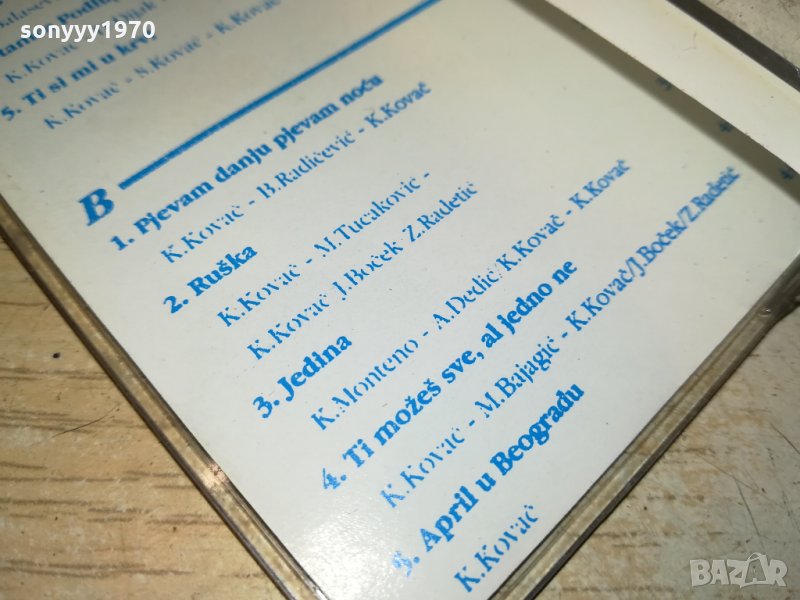 sonyyy1970
5. Ti si mi u krvi
K.Kovač - S.Kovač - K.Kovač
B
1. Pjevam danju pjevam noću
K.Kovač - B.Radičević - K.Kovač
2. Ruška
K.Kovač - M.Tucaković -
K.Kovač J.Boček Z.Radetić
3. Jedina
K.Monteno - A.Dedić/K.Kovač - K.Kovač
4. Ti možeš sve, al jedno ne
K.Kovač - M.Bajagić - K.Kovač/J.Boček/Z.Radetič
5. April u Beogradu
K.Kovač
BAZAR